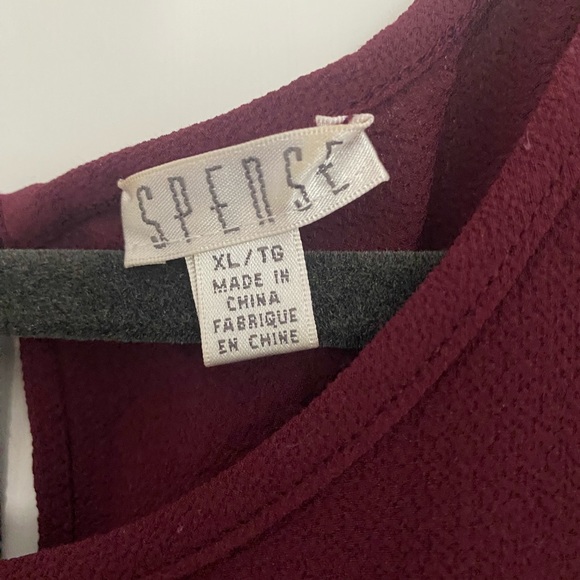 SPENSE
XL/TG
MADE IN
CHINA
FABRIQUE
EN CHINE